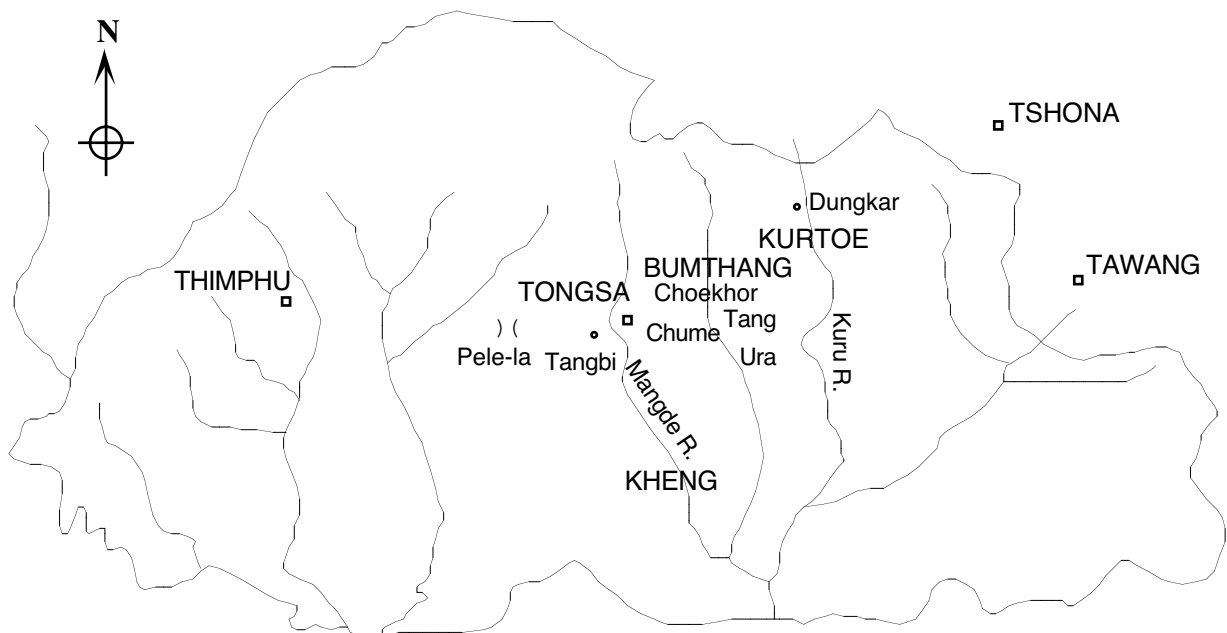 N
TSHONA
Dungkar
KURTOE
BUMTHANG
TAWANG
THIMPHU
TONGSA
Choekhor
Tang
Chume
Pele-la
Tangbi
Ura
Kuru R.
Mangde R.
KHENG